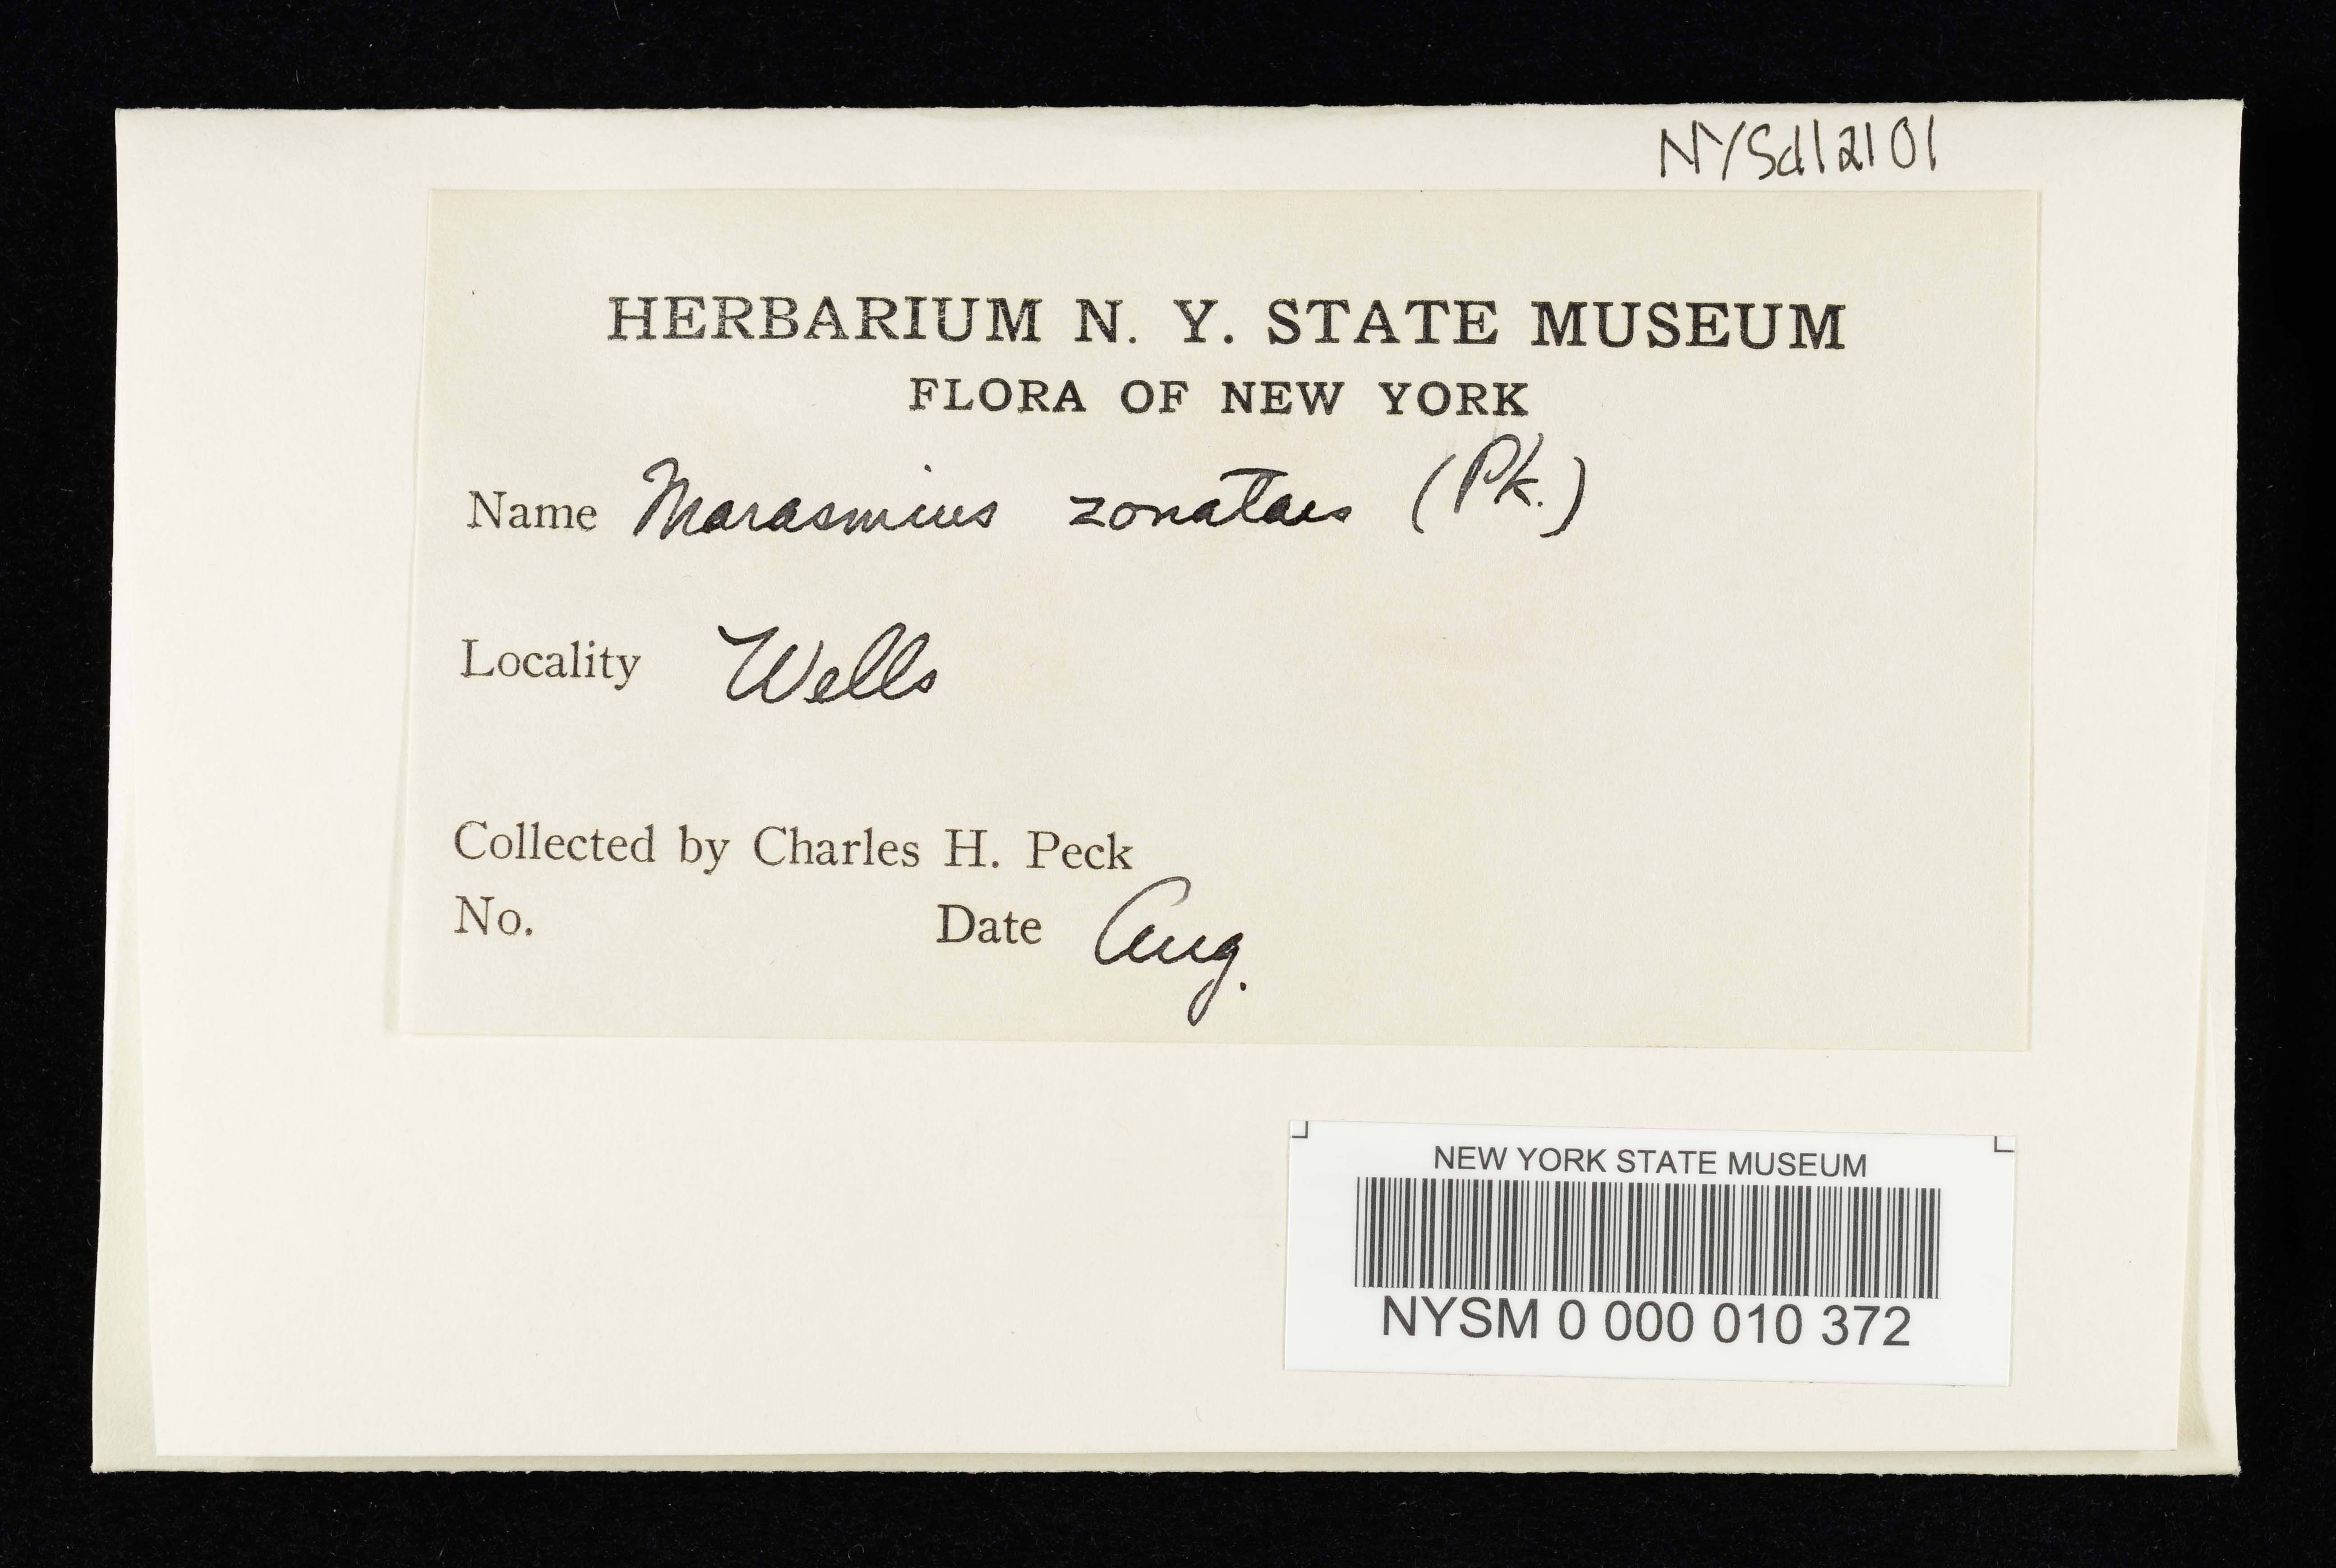 NYSd12101
HERBARIUM N. Y. STATE MUSEUM
FLORA OF NEW YORK
Name Marasmius zonatus (Pk.)
Locality Wells
Collected by Charles H. Peck
No. Date Aug.
NEW YORK STATE MUSEUM
NYSM 0 000 010 372